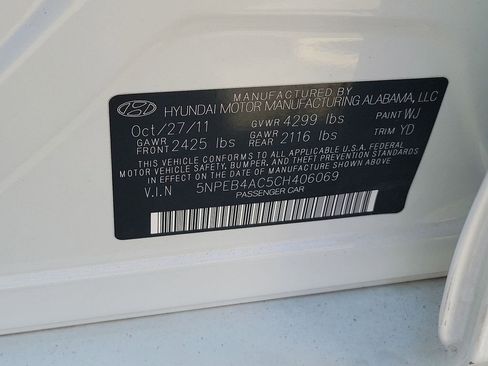 MANUFACTURED BY
HYUNDAI MOTOR MANUFACTURING ALABAMA, LLC
Oct/27/11 GVWR 4299 lbs PAINT WJ
GAWR FRONT 2425 lbs GAWR REAR 2116 lbs TRIM YD
THIS VEHICLE CONFORMS TO ALL APPLICABLE U.S.A FEDERAL
MOTOR VEHICLE SAFETY, BUMPER, AND THEFT PREVENTION STANDARDS
IN EFFECT ON THE DATE OF MANUFACTURE SHOWN ABOVE.
V.I.N 5NPEB4AC5CH406069
PASSENGER CAR